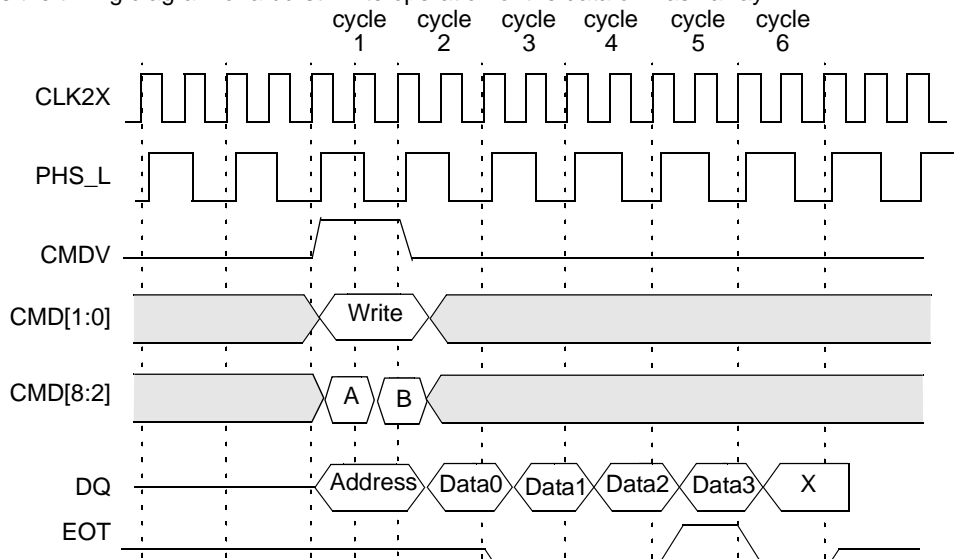 cycle cycle cycle cycle cycle cycle
1 2 3 4 5 6
CLK2X
PHS_L
CMDV
CMD[1:0] Write
CMD[8:2] A B
DQ Address Data0 Data1 Data2 Data3 X
EOT